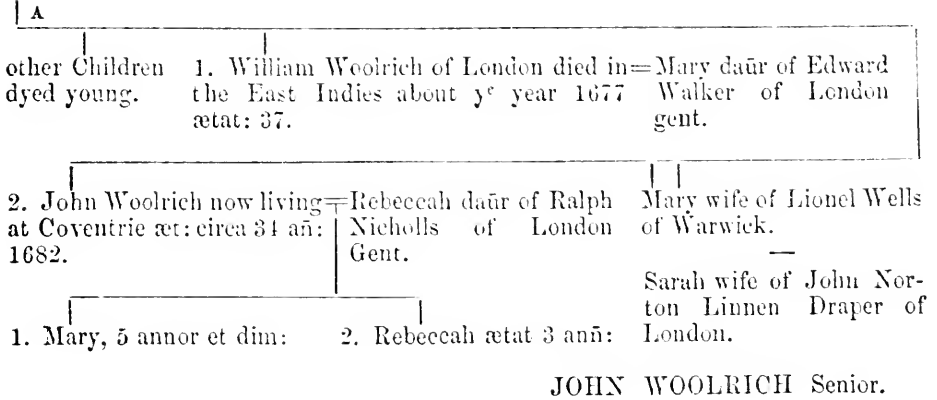 A
other Children
dyed young.
1. William Woolrich of London died in=
the East Indies about yᵉ year 1677
ætat: 37.
Mary daũr of Edward
Walker of London
gent.
2. John Woolrich now living=
at Coventrie æt: circa 34 añ:
1682.
Rebeccah daũr of Ralph
Nicholls of London
Gent.
Mary wife of Lionel Wells
of Warwick.
—
Sarah wife of John Nor-
ton Linnen Draper of
London.
1. Mary, 5 annor et dim:
2. Rebeccah ætat 3 anñ:
JOHN WOOLRICH Senior.